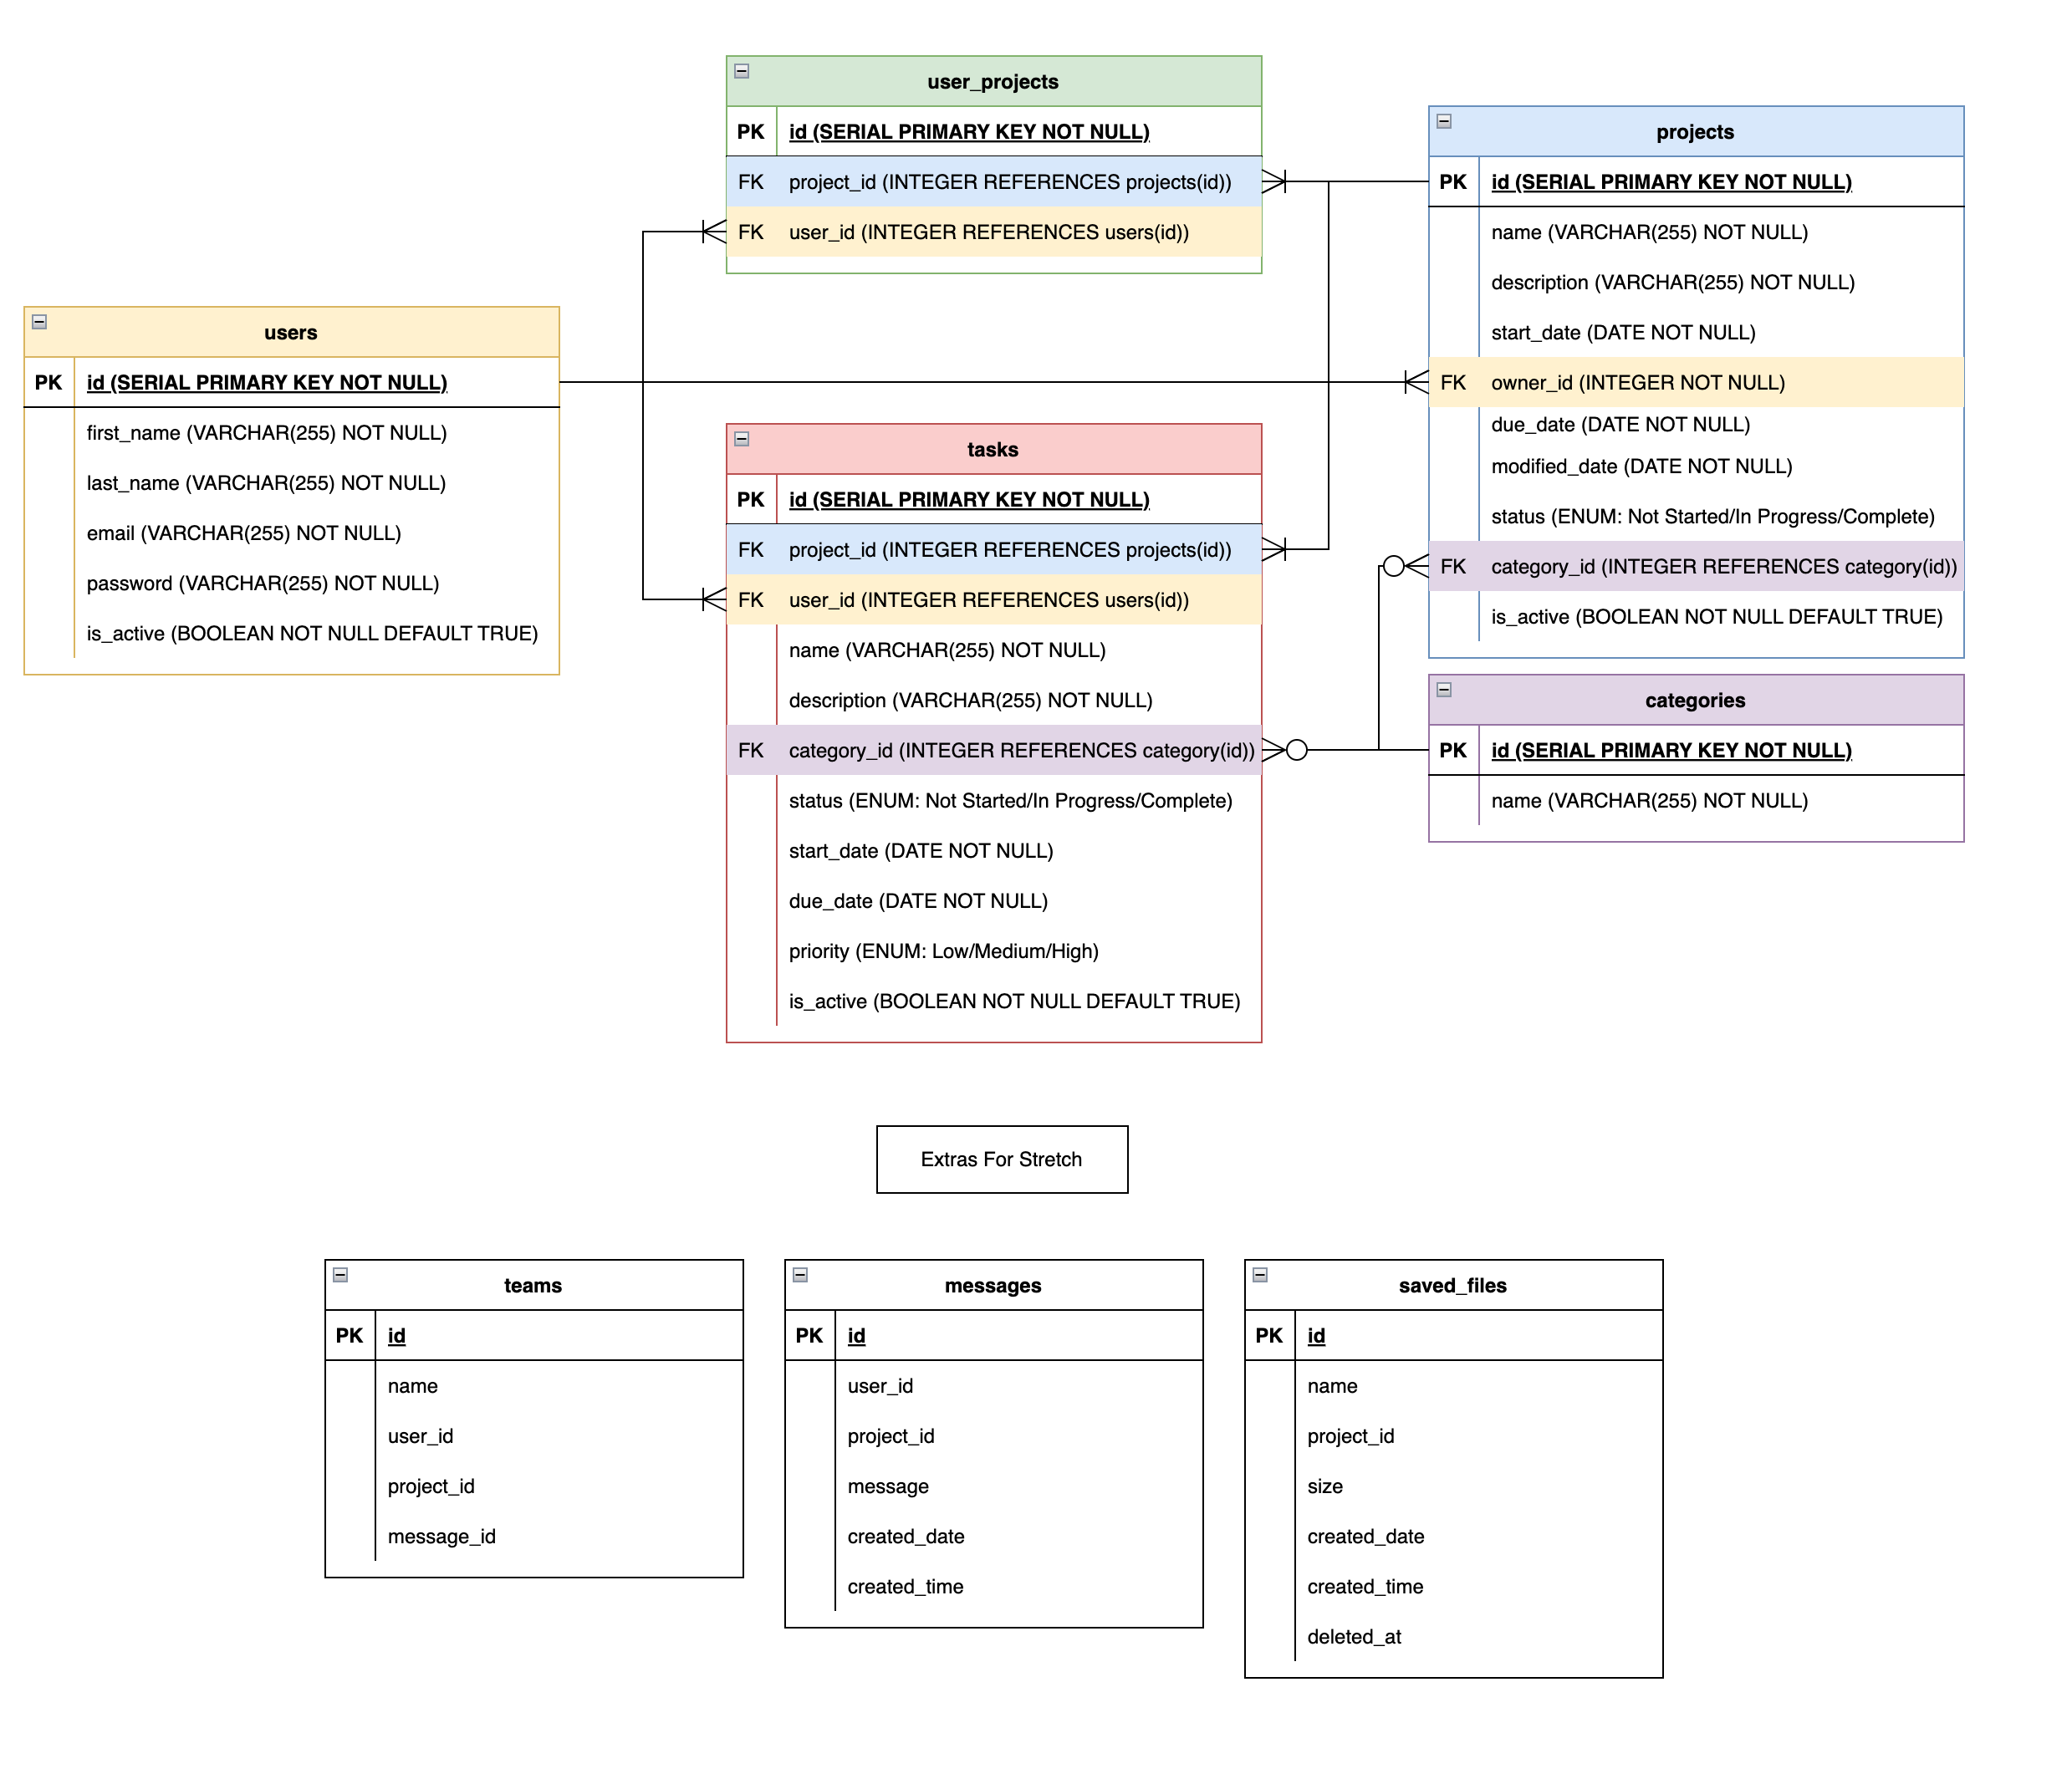 user_projects
PK id (SERIAL PRIMARY KEY NOT NULL)
FK project_id (INTEGER REFERENCES projects(id))
FK user_id (INTEGER REFERENCES users(id))
projects
PK id (SERIAL PRIMARY KEY NOT NULL)
name (VARCHAR(255) NOT NULL)
description (VARCHAR(255) NOT NULL)
start_date (DATE NOT NULL)
FK owner_id (INTEGER NOT NULL)
due_date (DATE NOT NULL)
modified_date (DATE NOT NULL)
status (ENUM: Not Started/In Progress/Complete)
FK category_id (INTEGER REFERENCES category(id))
is_active (BOOLEAN NOT NULL DEFAULT TRUE)
users
PK id (SERIAL PRIMARY KEY NOT NULL)
first_name (VARCHAR(255) NOT NULL)
last_name (VARCHAR(255) NOT NULL)
email (VARCHAR(255) NOT NULL)
password (VARCHAR(255) NOT NULL)
is_active (BOOLEAN NOT NULL DEFAULT TRUE)
tasks
PK id (SERIAL PRIMARY KEY NOT NULL)
FK project_id (INTEGER REFERENCES projects(id))
FK user_id (INTEGER REFERENCES users(id))
name (VARCHAR(255) NOT NULL)
description (VARCHAR(255) NOT NULL)
FK category_id (INTEGER REFERENCES category(id))
status (ENUM: Not Started/In Progress/Complete)
start_date (DATE NOT NULL)
due_date (DATE NOT NULL)
priority (ENUM: Low/Medium/High)
is_active (BOOLEAN NOT NULL DEFAULT TRUE)
categories
PK id (SERIAL PRIMARY KEY NOT NULL)
name (VARCHAR(255) NOT NULL)
Extras For Stretch
teams
PK id
name
user_id
project_id
message_id
messages
PK id
user_id
project_id
message
created_date
created_time
saved_files
PK id
name
project_id
size
created_date
created_time
deleted_at